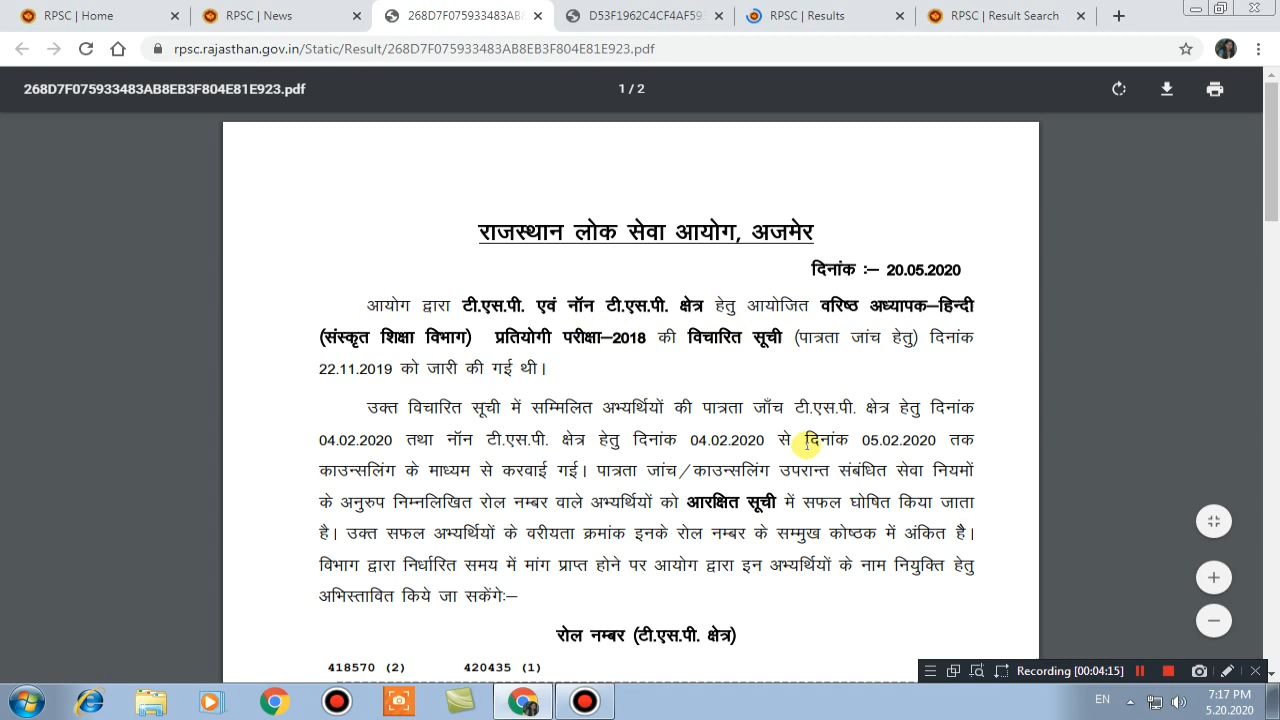 RPSC | Home
RPSC | News
268D7F075933483AB
D53F1962C4CF4AF59
RPSC | Results
RPSC | Result Search
rpsc.rajasthan.gov.in/Static/Result/268D7F075933483AB8EB3F804E81E923.pdf
268D7F075933483AB8EB3F804E81E923.pdf
1 / 2
राजस्थान लोक सेवा आयोग, अजमेर
दिनांक :– 20.05.2020
आयोग द्वारा टी.एस.पी. एवं नॉन टी.एस.पी. क्षेत्र हेतु आयोजित वरिष्ठ अध्यापक–हिन्दी
(संस्कृत शिक्षा विभाग) प्रतियोगी परीक्षा–2018 की विचारित सूची (पात्रता जांच हेतु) दिनांक
22.11.2019 को जारी की गई थी।
उक्त विचारित सूची में सम्मिलित अभ्यर्थियों की पात्रता जाँच टी.एस.पी. क्षेत्र हेतु दिनांक
04.02.2020 तथा नॉन टी.एस.पी. क्षेत्र हेतु दिनांक 04.02.2020 से दिनांक 05.02.2020 तक
काउन्सलिंग के माध्यम से करवाई गई। पात्रता जांच/काउन्सलिंग उपरान्त संबंधित सेवा नियमों
के अनुरुप निम्नलिखित रोल नम्बर वाले अभ्यर्थियों को आरक्षित सूची में सफल घोषित किया जाता
है। उक्त सफल अभ्यर्थियों के वरीयता क्रमांक इनके रोल नम्बर के सम्मुख कोष्ठक में अंकित है।
विभाग द्वारा निर्धारित समय में मांग प्राप्त होने पर आयोग द्वारा इन अभ्यर्थियों के नाम नियुक्ति हेतु
अभिस्तावित किये जा सकेंगे:–
रोल नम्बर (टी.एस.पी. क्षेत्र)
418570 (2) 420435 (1)
Recording [00:04:15]
EN
7:17 PM
5.20.2020